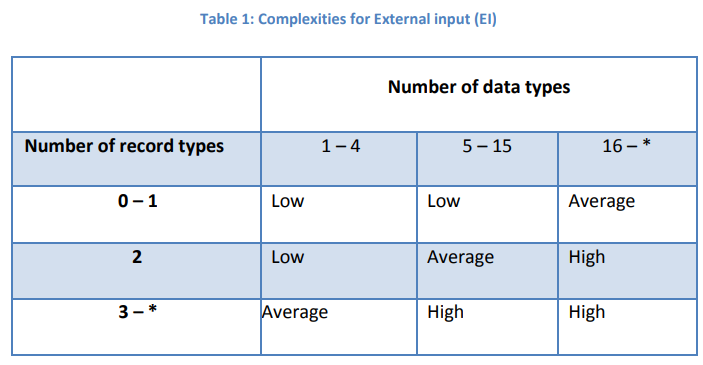 Table 1: Complexities for External input (EI)
Number of data types
Number of record types 1 – 4 5 – 15 16 – *
0 – 1 Low Low Average
2 Low Average High
3 – * Average High High